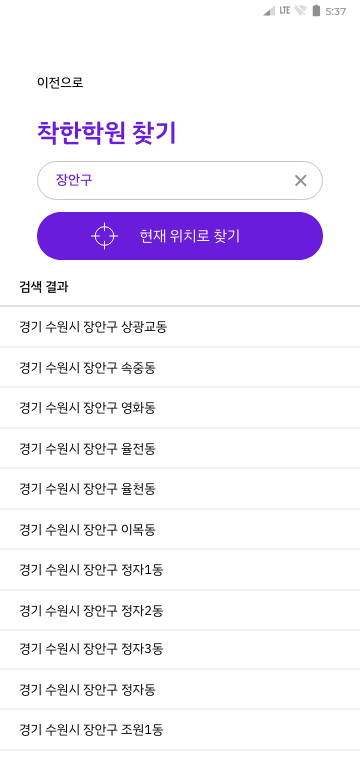 LTE 5:37
이전으로
착한학원 찾기
장안구
현재 위치로 찾기
검색 결과
경기 수원시 장안구 상광교동
경기 수원시 장안구 속중동
경기 수원시 장안구 영화동
경기 수원시 장안구 율전동
경기 수원시 장안구 율천동
경기 수원시 장안구 이목동
경기 수원시 장안구 정자1동
경기 수원시 장안구 정자2동
경기 수원시 장안구 정자3동
경기 수원시 장안구 정자동
경기 수원시 장안구 조원1동